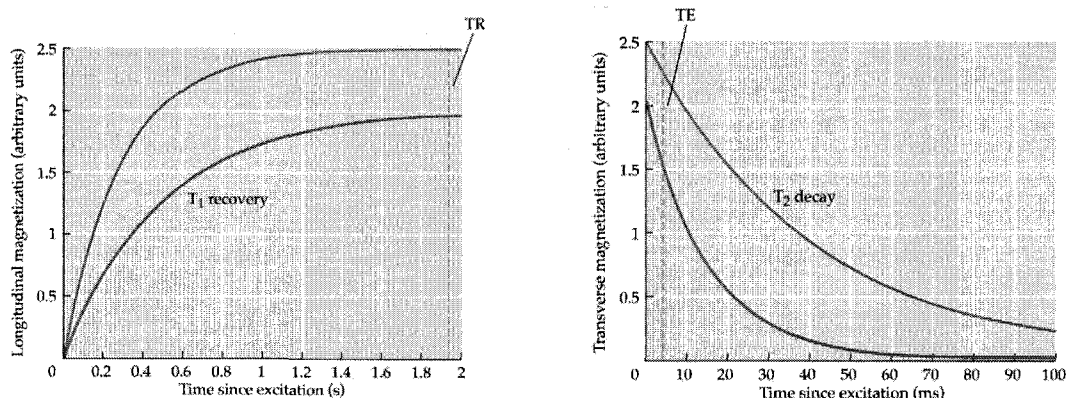 TR
2.5
2
1.5
1
0.5
0
Longitudinal magnetization (arbitrary units)
T1 recovery
0.2 0.4 0.6 0.8 1 1.2 1.4 1.6 1.8 2
Time since excitation (s)
TE
2.5
2
1.5
1
0.5
Transverse magnetization (arbitrary units)
T2 decay
0 10 20 30 40 50 60 70 80 90 100
Time since excitation (ms)